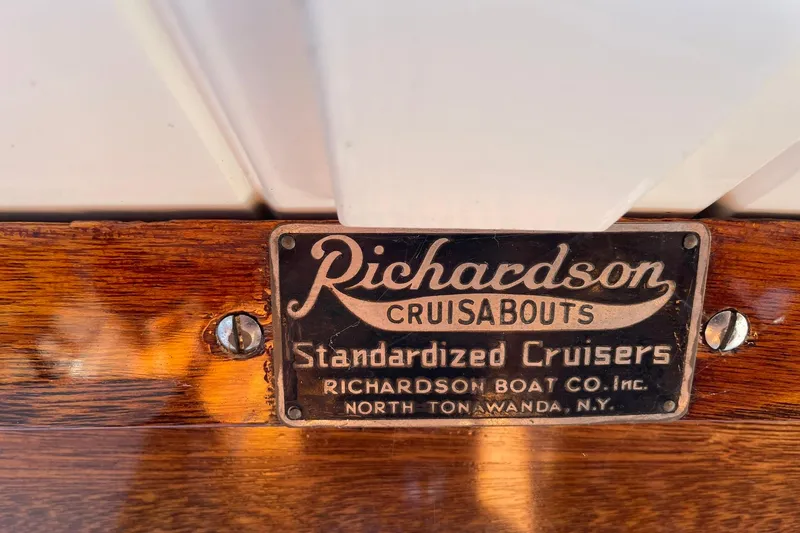 Richardson
CRUISABOUTS
Standardized Cruisers
RICHARDSON BOAT CO. Inc.
NORTH TONAWANDA, N.Y.